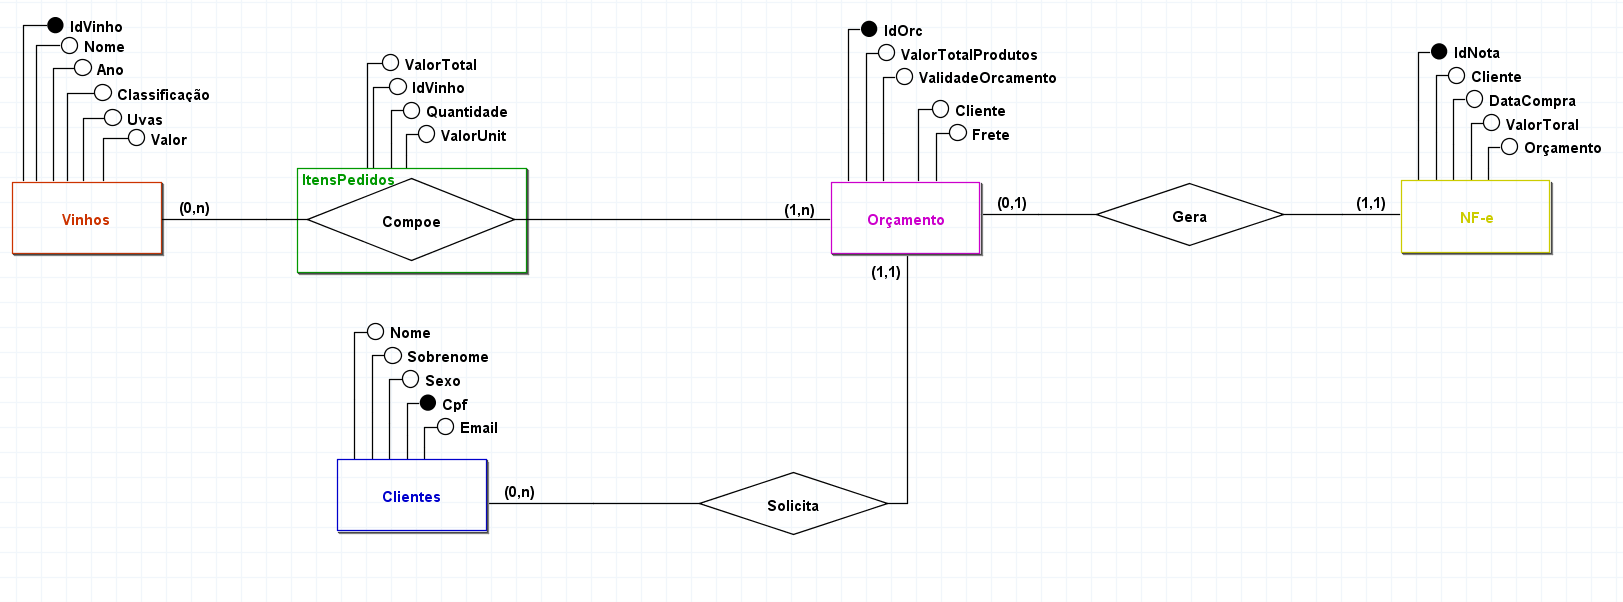 IdVinho
Nome
Ano
Classificação
Uvas
Valor
Vinhos
(0,n)
ValorTotal
IdVinho
Quantidade
ValorUnit
ItensPedidos
Compoe
(1,n)
IdOrc
ValorTotalProdutos
ValidadeOrcamento
Cliente
Frete
Orçamento
(0,1)
(1,1)
Gera
(1,1)
IdNota
Cliente
DataCompra
ValorToral
Orçamento
NF-e
Nome
Sobrenome
Sexo
Cpf
Email
Clientes
(0,n)
Solicita